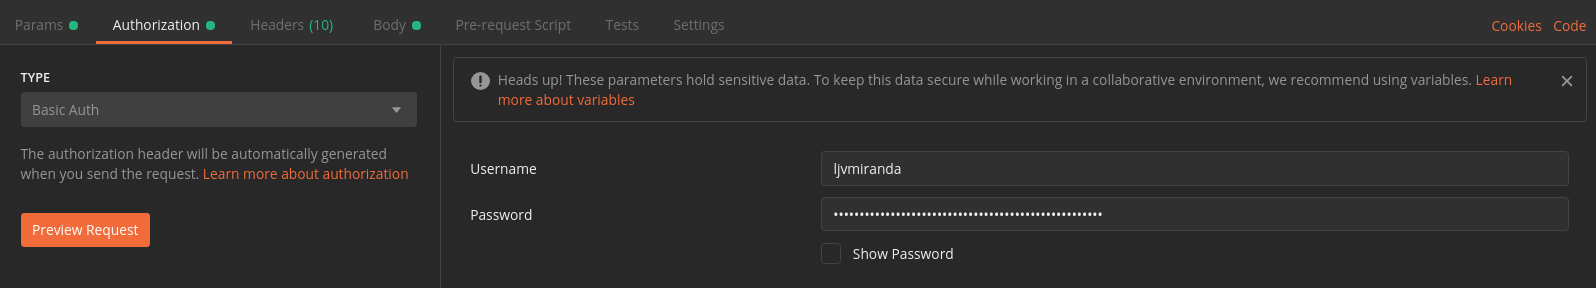 Params Authorization Headers (10) Body Pre-request Script Tests Settings Cookies Code
TYPE
Basic Auth
The authorization header will be automatically generated
when you send the request. Learn more about authorization
Preview Request
Heads up! These parameters hold sensitive data. To keep this data secure while working in a collaborative environment, we recommend using variables. Learn
more about variables
Username ljvmiranda
Password
Show Password